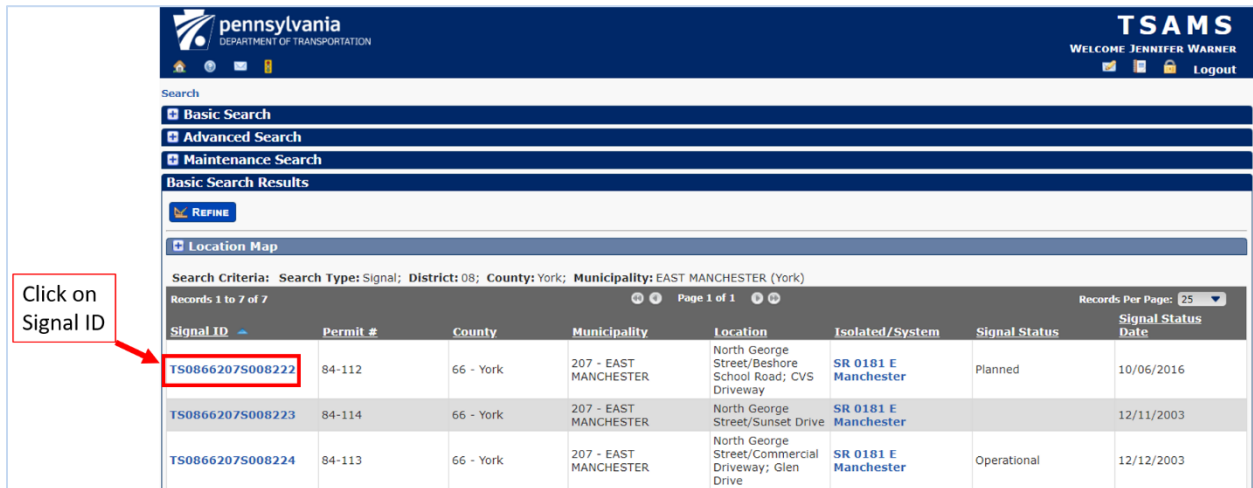 pennsylvania
DEPARTMENT OF TRANSPORTATION
TSAMS
WELCOME JENNIFER WARNER
Logout
Search
Basic Search
Advanced Search
Maintenance Search
Basic Search Results
REFINE
Location Map
Search Criteria: Search Type: Signal; District: 08; County: York; Municipality: EAST MANCHESTER (York)
Click on
Signal ID
Records 1 to 7 of 7 Page 1 of 1 Records Per Page: 25
Signal ID Permit # County Municipality Location Isolated/System Signal Status Signal Status
Date
TS0866207S008222 84-112 66 - York 207 - EAST
MANCHESTER North George
Street/Beshore
School Road; CVS
Driveway SR 0181 E
Manchester Planned 10/06/2016
TS0866207S008223 84-114 66 - York 207 - EAST
MANCHESTER North George
Street/Sunset Drive SR 0181 E
Manchester 12/11/2003
TS0866207S008224 84-113 66 - York 207 - EAST
MANCHESTER North George
Street/Commercial
Driveway; Glen
Drive SR 0181 E
Manchester Operational 12/12/2003